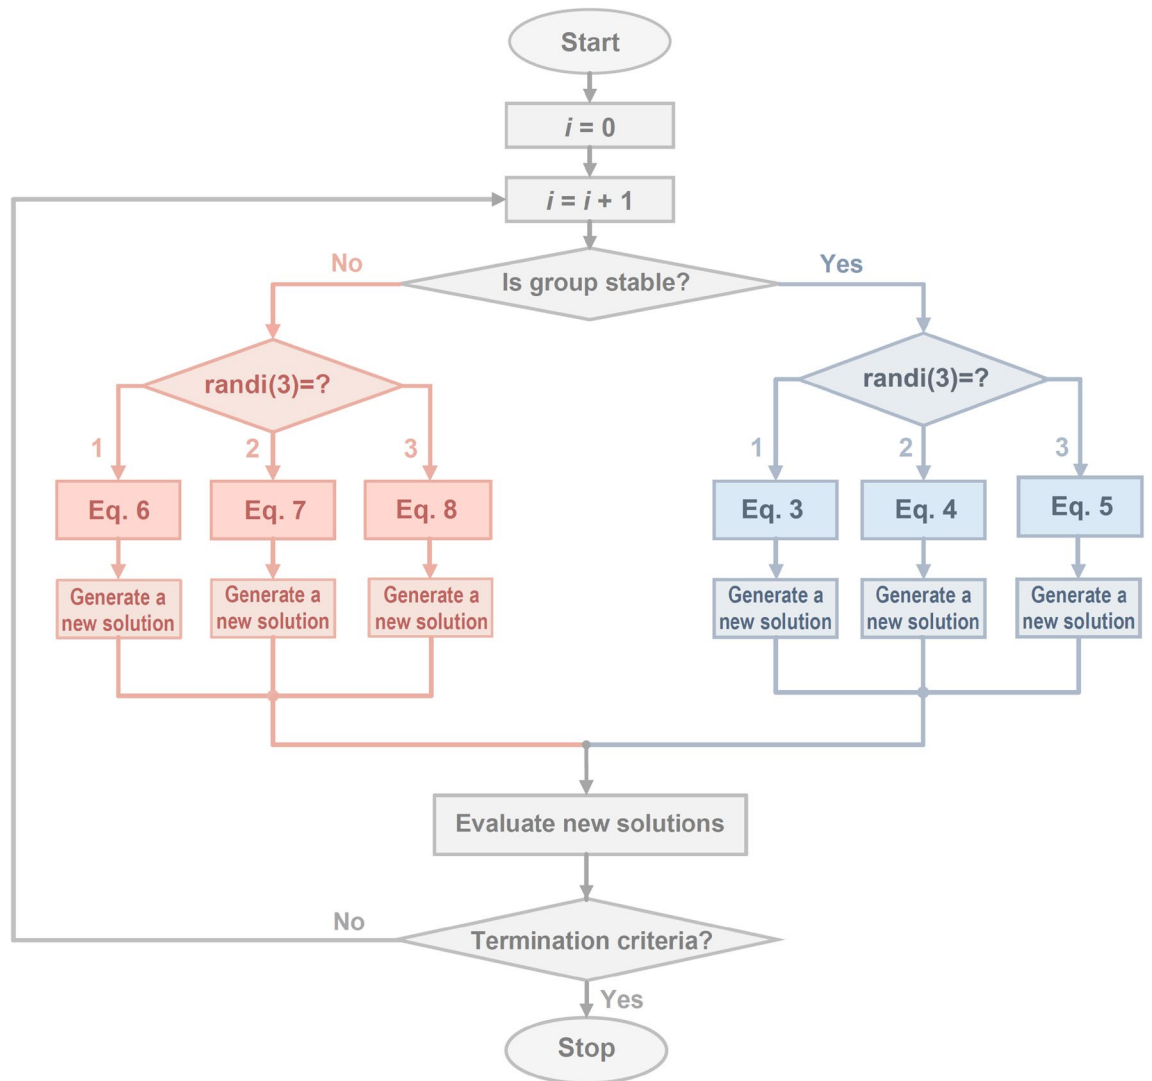 Start
i = 0
i = i + 1
Is group stable?
No
Yes
randi(3)=?
1
2
3
Eq. 6
Eq. 7
Eq. 8
Generate a
new solution
Generate a
new solution
Generate a
new solution
randi(3)=?
1
2
3
Eq. 3
Eq. 4
Eq. 5
Generate a
new solution
Generate a
new solution
Generate a
new solution
Evaluate new solutions
Termination criteria?
No
Yes
Stop